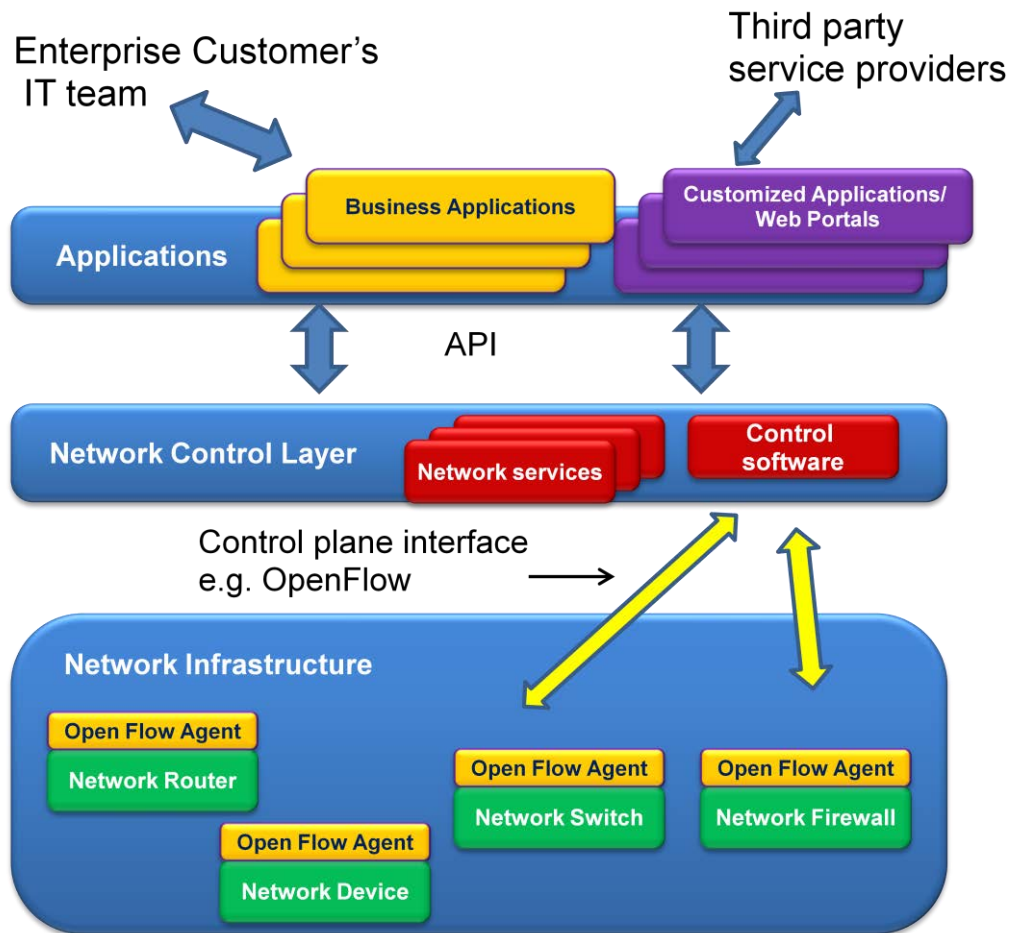 Enterprise Customer's
IT team
Third party
service providers
Business Applications
Customized Applications/
Web Portals
Applications
API
Network Control Layer
Network services
Control
software
Control plane interface
e.g. OpenFlow
Network Infrastructure
Open Flow Agent
Network Router
Open Flow Agent
Network Switch
Open Flow Agent
Network Firewall
Open Flow Agent
Network Device